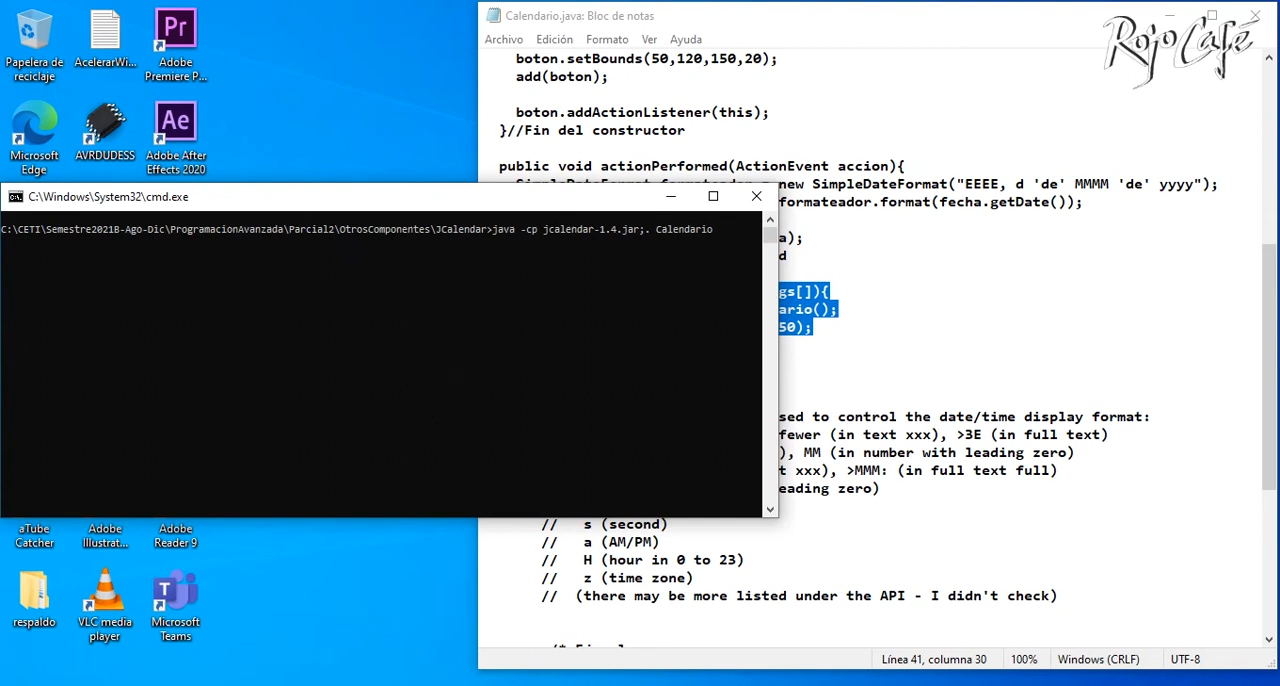 Papelera de
reciclaje
AcelerarWi...
Pr
Adobe
Premiere P...
Microsoft
Edge
AVRDUDESS
Ae
Adobe After
Effects 2020
Calendario.java: Bloc de notas
Archivo Edición Formato Ver Ayuda
RojoCafé
boton.setBounds(50,120,150,20);
add(boton);
boton.addActionListener(this);
}//Fin del constructor
public void actionPerformed(ActionEvent accion){
new SimpleDateFormat("EEEE, d 'de' MMMM 'de' yyyy");
formateador.format(fecha.getDate());
a);
d
gs[]){
ario();
50);
C:\Windows\System32\cmd.exe
C:\CETI\Semestre2021B-Ago-Dic\ProgramacionAvanzada\Parcial2\OtrosComponentes\JCalendar>java -cp jcalendar-1.4.jar;. Calendario
sed to control the date/time display format:
fewer (in text xxx), >3E (in full text)
), MM (in number with leading zero)
t xxx), >MMM: (in full text full)
eading zero)
// s (second)
// a (AM/PM)
// H (hour in 0 to 23)
// z (time zone)
// (there may be more listed under the API - I didn't check)
aTube
Catcher
Adobe
Illustrat...
Adobe
Reader 9
respaldo
VLC media
player
Microsoft
Teams
Línea 41, columna 30 100% Windows (CRLF) UTF-8